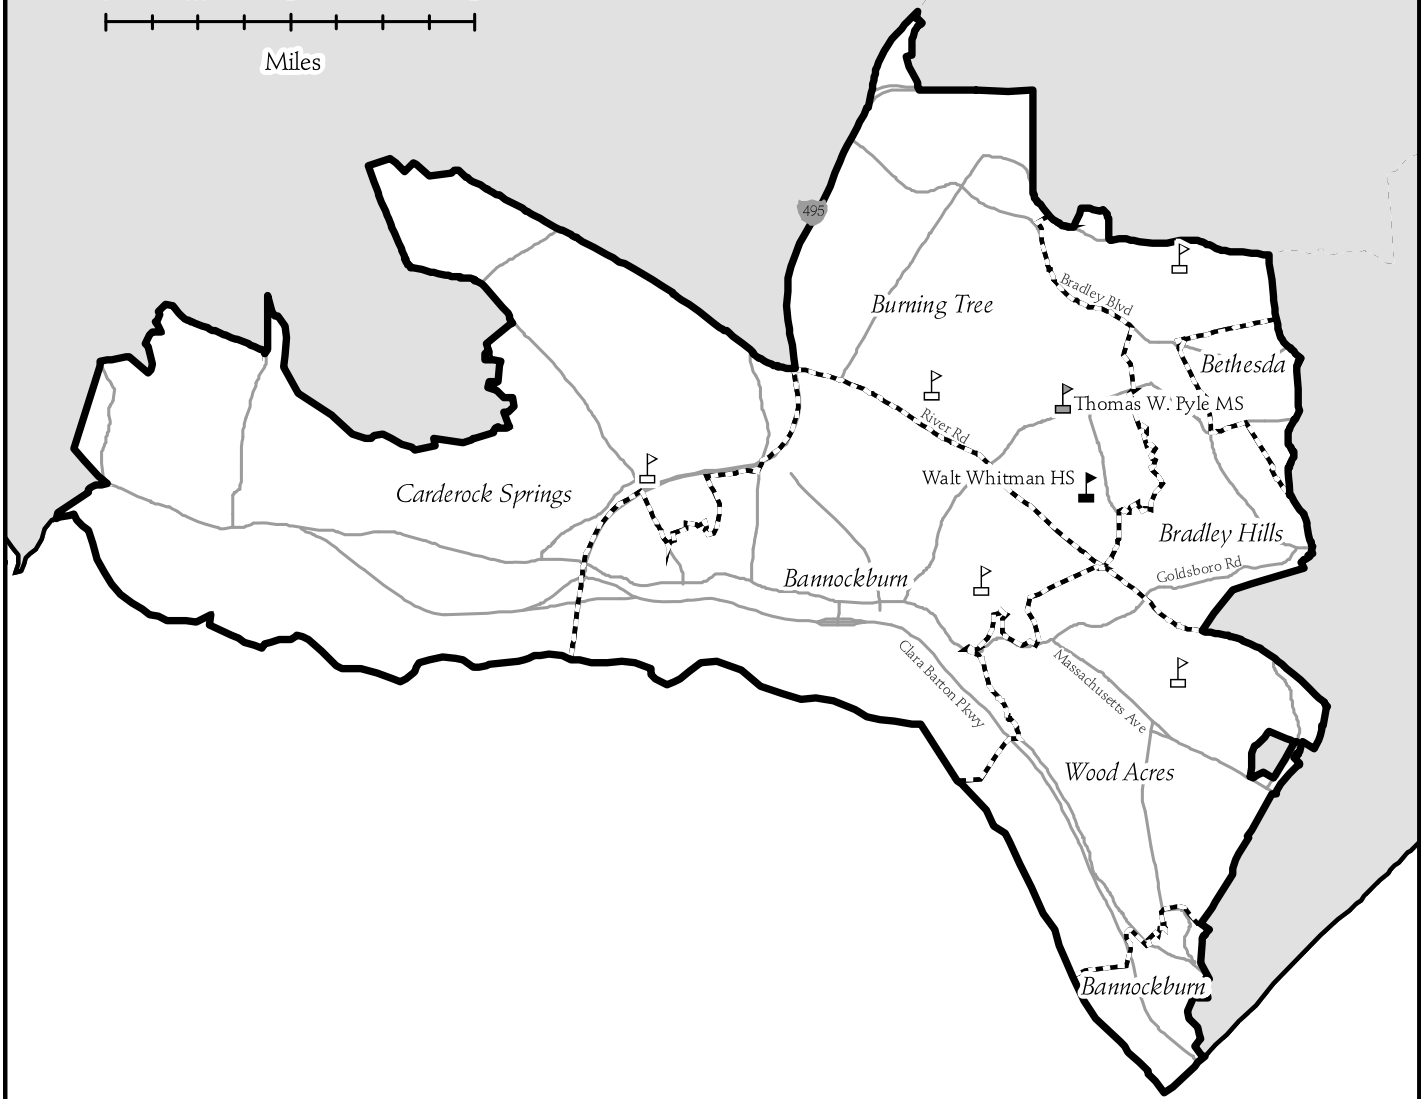 Miles
495
Bradley Blvd
Burning Tree
Bethesda
Thomas W. Pyle MS
River Rd
Walt Whitman HS
Carderock Springs
Bradley Hills
Goldsboro Rd
Bannockburn
Clara Barton Pkwy
Massachusetts Ave
Wood Acres
Bannockburn